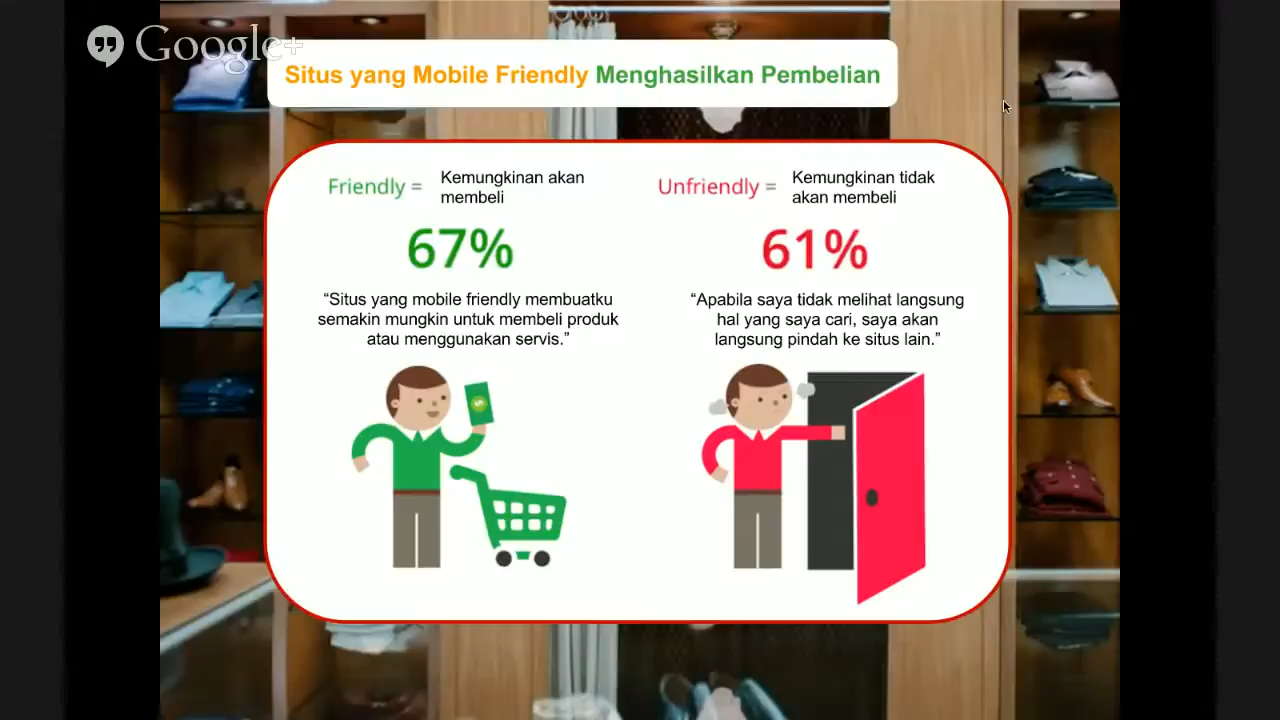 Google+
Situs yang Mobile Friendly Menghasilkan Pembelian
Friendly =
Kemungkinan akan
membeli
67%
“Situs yang mobile friendly membuatku
semakin mungkin untuk membeli produk
atau menggunakan servis.”
Unfriendly =
Kemungkinan tidak
akan membeli
61%
“Apabila saya tidak melihat langsung
hal yang saya cari, saya akan
langsung pindah ke situs lain.”
$